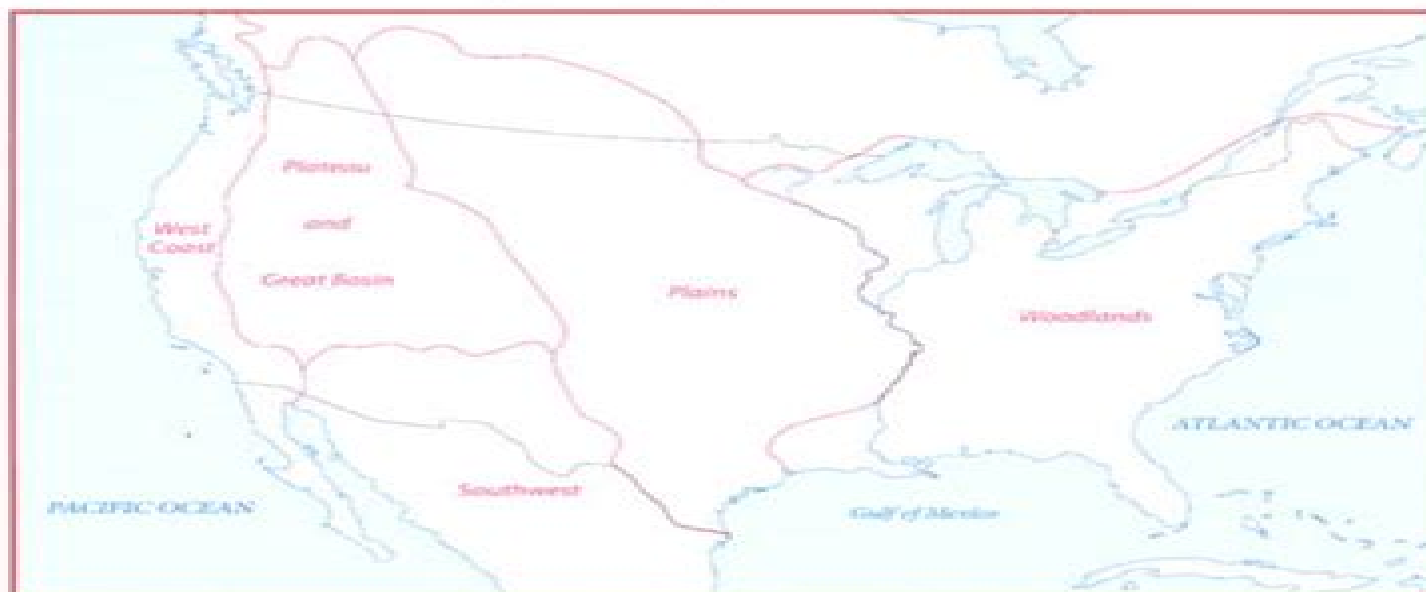 Plateau
and
Great Basin
West
Coast
Plains
Woodlands
Southwest
ATLANTIC OCEAN
PACIFIC OCEAN
Gulf of Mexico